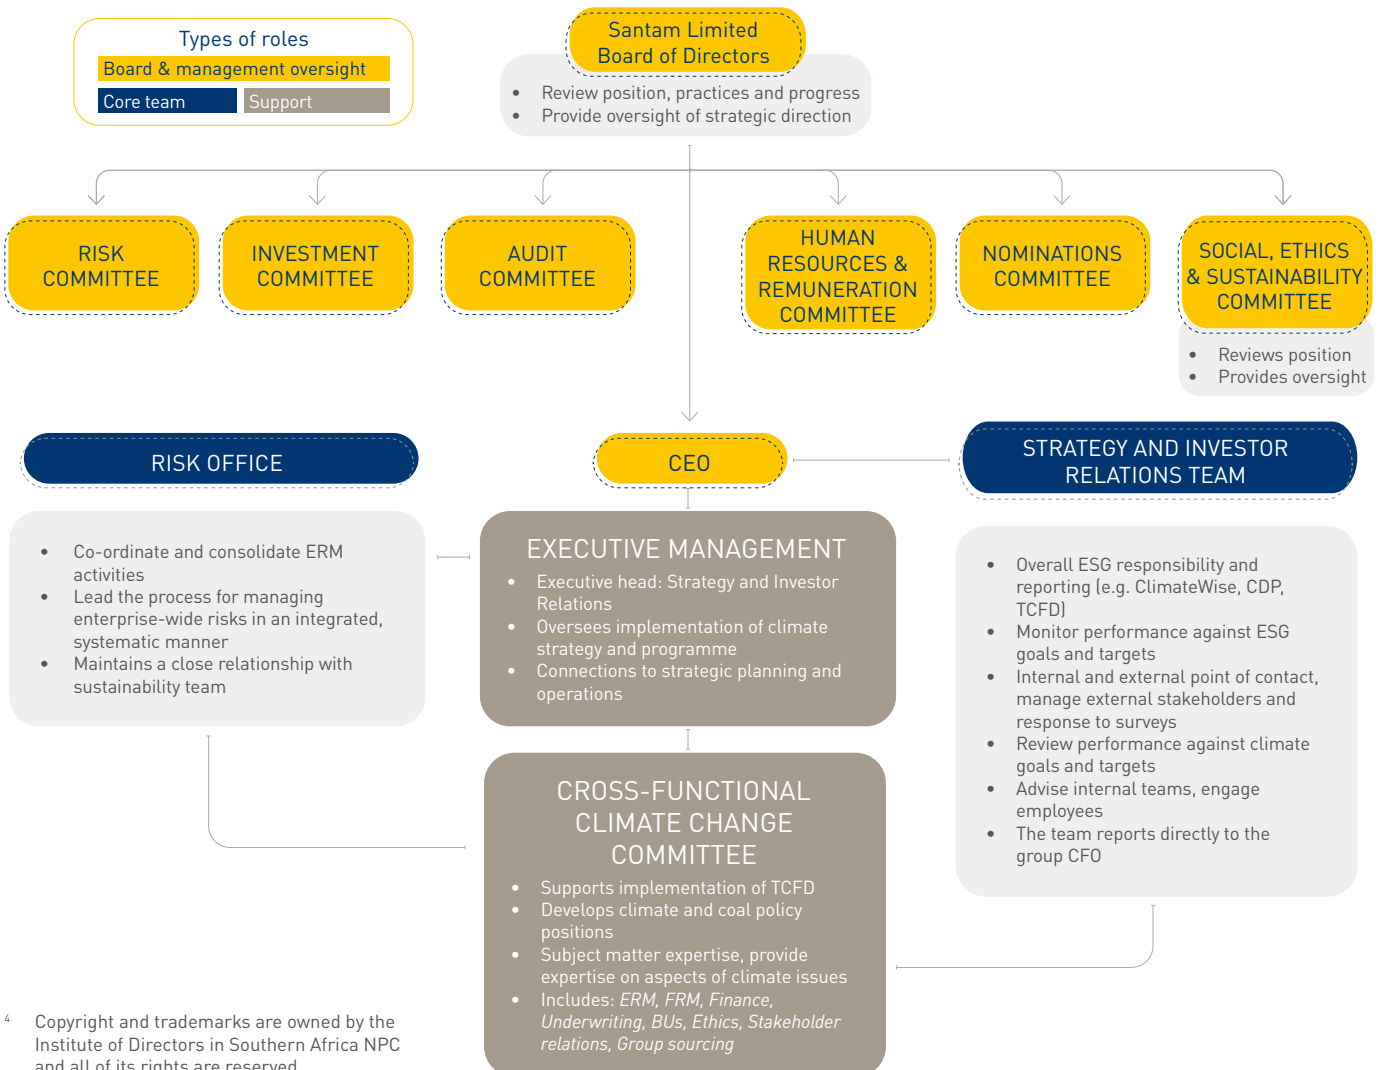 Types of roles
Board & management oversight
Core team
Support
Santam Limited
Board of Directors
• Review position, practices and progress
• Provide oversight of strategic direction
RISK
COMMITTEE
INVESTMENT
COMMITTEE
AUDIT
COMMITTEE
HUMAN
RESOURCES &
REMUNERATION
COMMITTEE
NOMINATIONS
COMMITTEE
SOCIAL, ETHICS
& SUSTAINABILITY
COMMITTEE
• Reviews position
• Provides oversight
RISK OFFICE
• Co-ordinate and consolidate ERM
activities
• Lead the process for managing
enterprise-wide risks in an integrated,
systematic manner
• Maintains a close relationship with
sustainability team
CEO
EXECUTIVE MANAGEMENT
• Executive head: Strategy and Investor
Relations
• Oversees implementation of climate
strategy and programme
• Connections to strategic planning and
operations
STRATEGY AND INVESTOR
RELATIONS TEAM
• Overall ESG responsibility and
reporting (e.g. ClimateWise, CDP,
TCFD)
• Monitor performance against ESG
goals and targets
• Internal and external point of contact,
manage external stakeholders and
response to surveys
• Review performance against climate
goals and targets
• Advise internal teams, engage
employees
• The team reports directly to the
group CFO
CROSS-FUNCTIONAL
CLIMATE CHANGE
COMMITTEE
• Supports implementation of TCFD
• Develops climate and coal policy
positions
• Subject matter expertise, provide
expertise on aspects of climate issues
• Includes: ERM, FRM, Finance,
Underwriting, BUs, Ethics, Stakeholder
relations, Group sourcing
4 Copyright and trademarks are owned by the
Institute of Directors in Southern Africa NPC
and all of its rights are reserved